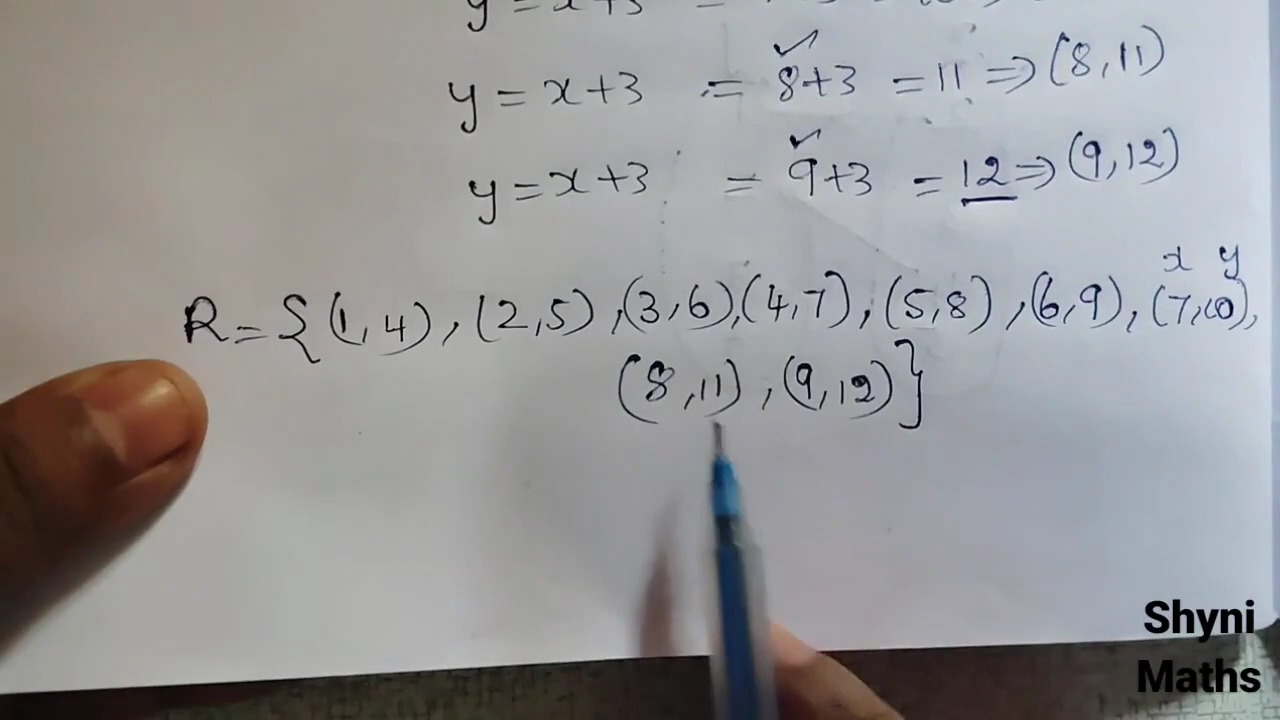 y = x+3
y = x+3 = 8+3 = 11 ⇒ (8,11)
y = x+3 = 9+3 = 12 ⇒ (9,12)
x y
R = {(1,4), (2,5), (3,6), (4,7), (5,8), (6,9), (7,10),
(8,11), (9,12)}
Shyni
Maths